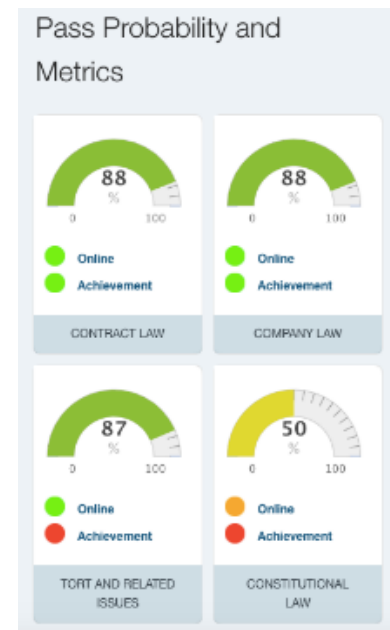 Pass Probability and
Metrics
88
%
0 100
Online
Achievement
CONTRACT LAW
88
%
0 100
Online
Achievement
COMPANY LAW
87
%
0 100
Online
Achievement
TORT AND RELATED
ISSUES
50
%
0 100
Online
Achievement
CONSTITUTIONAL
LAW